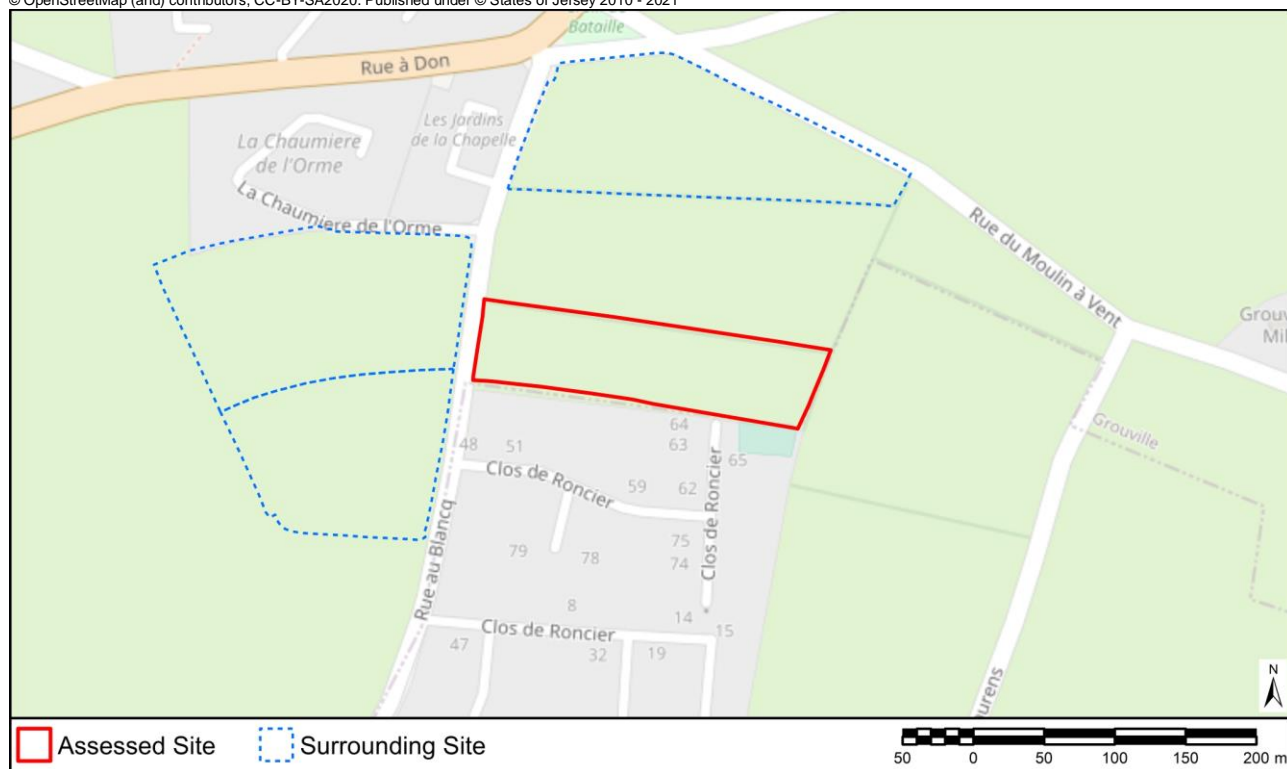 © OpenStreetMap (and) contributors, CC-BY-SA2020. Published under © States of Jersey 2010 - 2021
Bataille
Rue à Don
Les Jardins
de la Chapelle
La Chaumiere
de l'Orme
La Chaumiere de l'Orme
Rue du Moulin à Vent
Grouv
Mil
Grouville
64
63
48
51
65
Clos de Roncier
59
62
Clos de Roncier
75
79
78
74
Rue au Blancq
8
14
15
Clos de Roncier
47
32
19
urens
N
Assessed Site
Surrounding Site
50 0 50 100 150 200 m